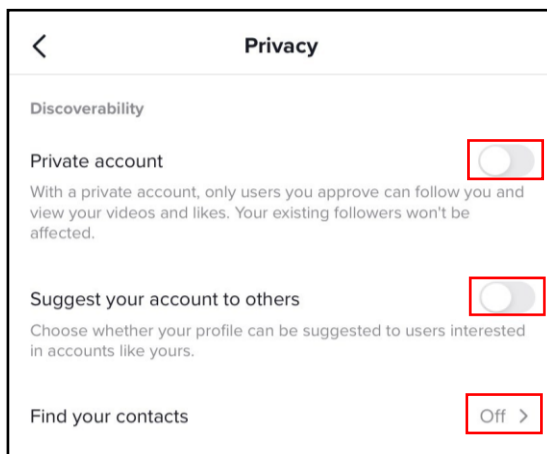 Privacy
Discoverability
Private account
With a private account, only users you approve can follow you and
view your videos and likes. Your existing followers won't be
affected.
Suggest your account to others
Choose whether your profile can be suggested to users interested
in accounts like yours.
Find your contacts Off